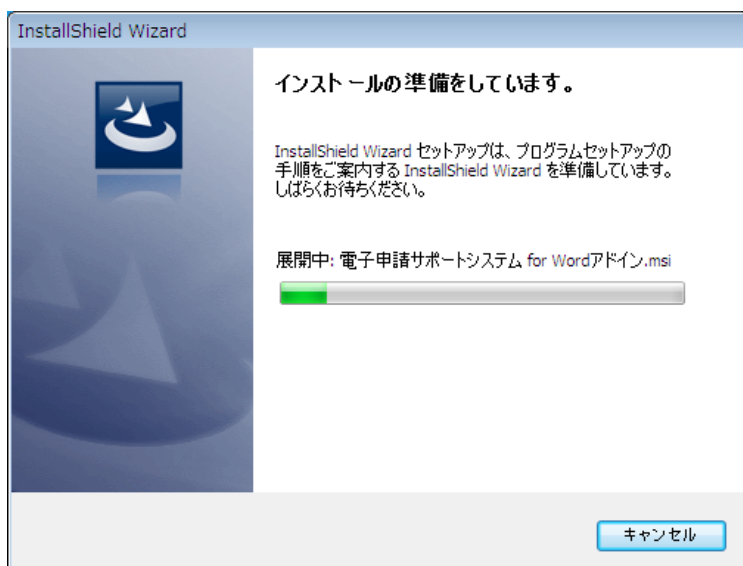 InstallShield Wizard
インストールの準備をしています。
InstallShield Wizard セットアップは、プログラムセットアップの
手順をご案内する InstallShield Wizard を準備しています。
しばらくお待ちください。
展開中: 電子申請サポートシステム for Wordアドイン.msi
キャンセル